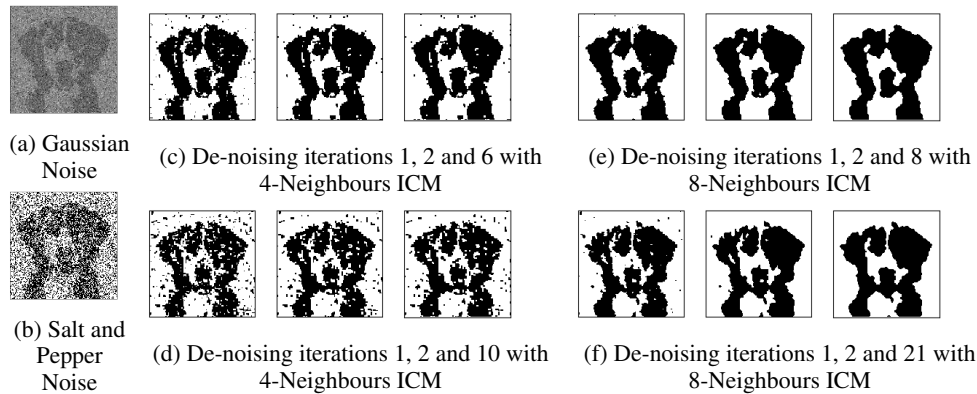 (a) Gaussian
Noise
(b) Salt and
Pepper
Noise
(c) De-noising iterations 1, 2 and 6 with
4-Neighbours ICM
(d) De-noising iterations 1, 2 and 10 with
4-Neighbours ICM
(e) De-noising iterations 1, 2 and 8 with
8-Neighbours ICM
(f) De-noising iterations 1, 2 and 21 with
8-Neighbours ICM